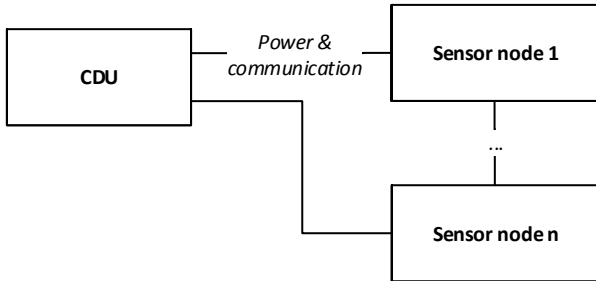 Power &
communication
CDU
Sensor node 1
...
Sensor node n